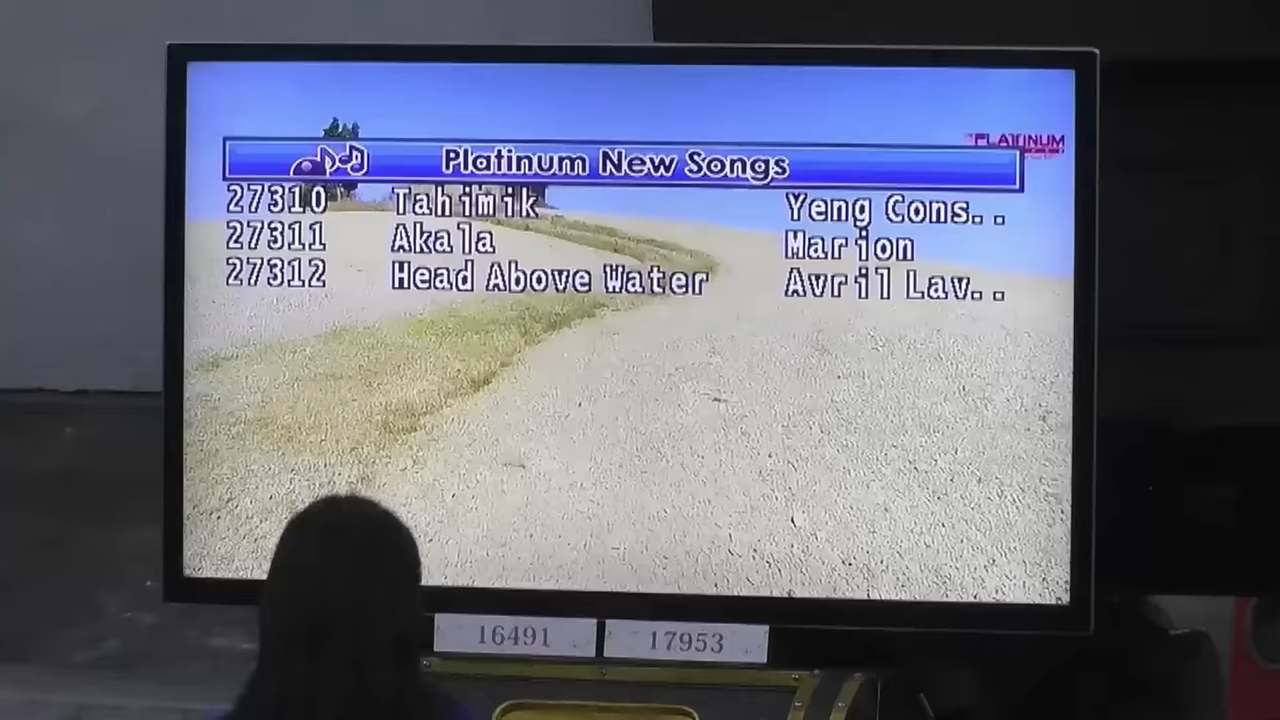 PLATINUM
Platinum New Songs
27310 Tahimik Yeng Cons..
27311 Akala Marion
27312 Head Above Water Avril Lav..
16491 17953